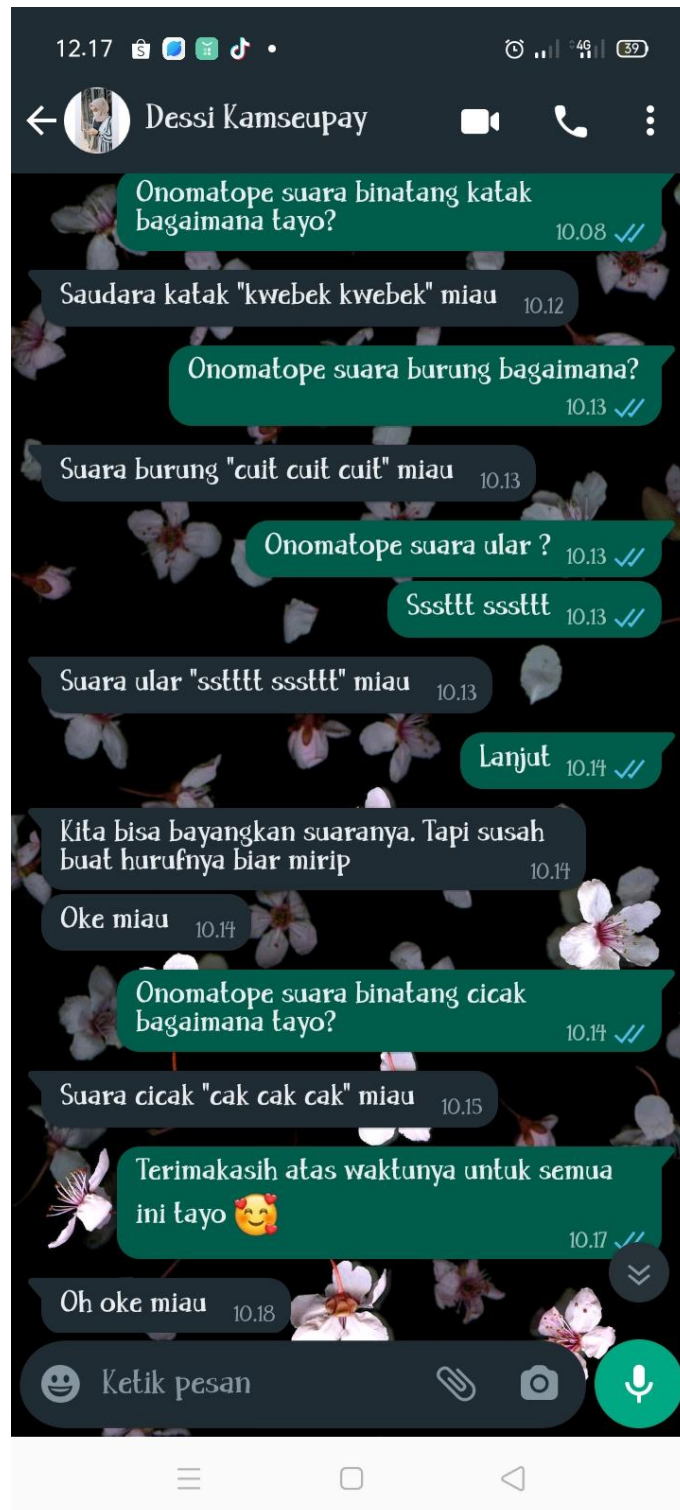 12.17
4G 39
Dessi Kamseupay
Onomatope suara binatang katak
bagaimana tayo?
10.08
Saudara katak "kwebek kwebek" miau 10.12
Onomatope suara burung bagaimana?
10.13
Suara burung "cuit cuit cuit" miau 10.13
Onomatope suara ular ? 10.13
Sssttt sssttt 10.13
Suara ular "sstttt sssttt" miau 10.13
Lanjut 10.14
Kita bisa bayangkan suaranya. Tapi susah
buat hurufnya biar mirip
10.14
Oke miau 10.14
Onomatope suara binatang cicak
bagaimana tayo?
10.14
Suara cicak "cak cak cak" miau 10.15
Terimakasih atas waktunya untuk semua
ini tayo 🥰
10.17
Oh oke miau 10.18
Ketik pesan